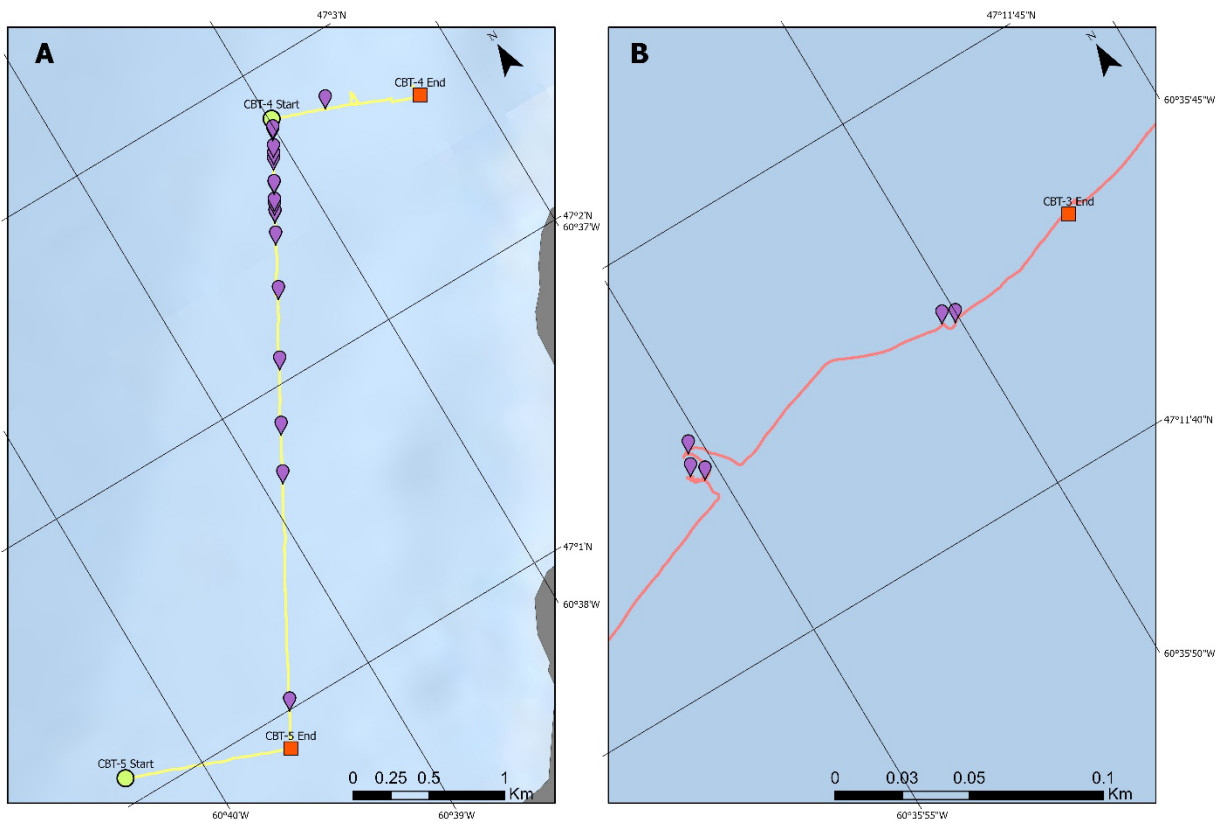 47°3'N
A
N
CBT-4 End
CBT-4 Start
47°2'N
60°37'W
47°1'N
60°38'W
CBT-5 End
CBT-5 Start
0 0.25 0.5 1
Km
60°40'W
60°39'W
47°11'45"N
B
N
60°35'45"W
CBT-3 End
47°11'40"N
60°35'50"W
0 0.03 0.05 0.1
Km
60°35'55"W